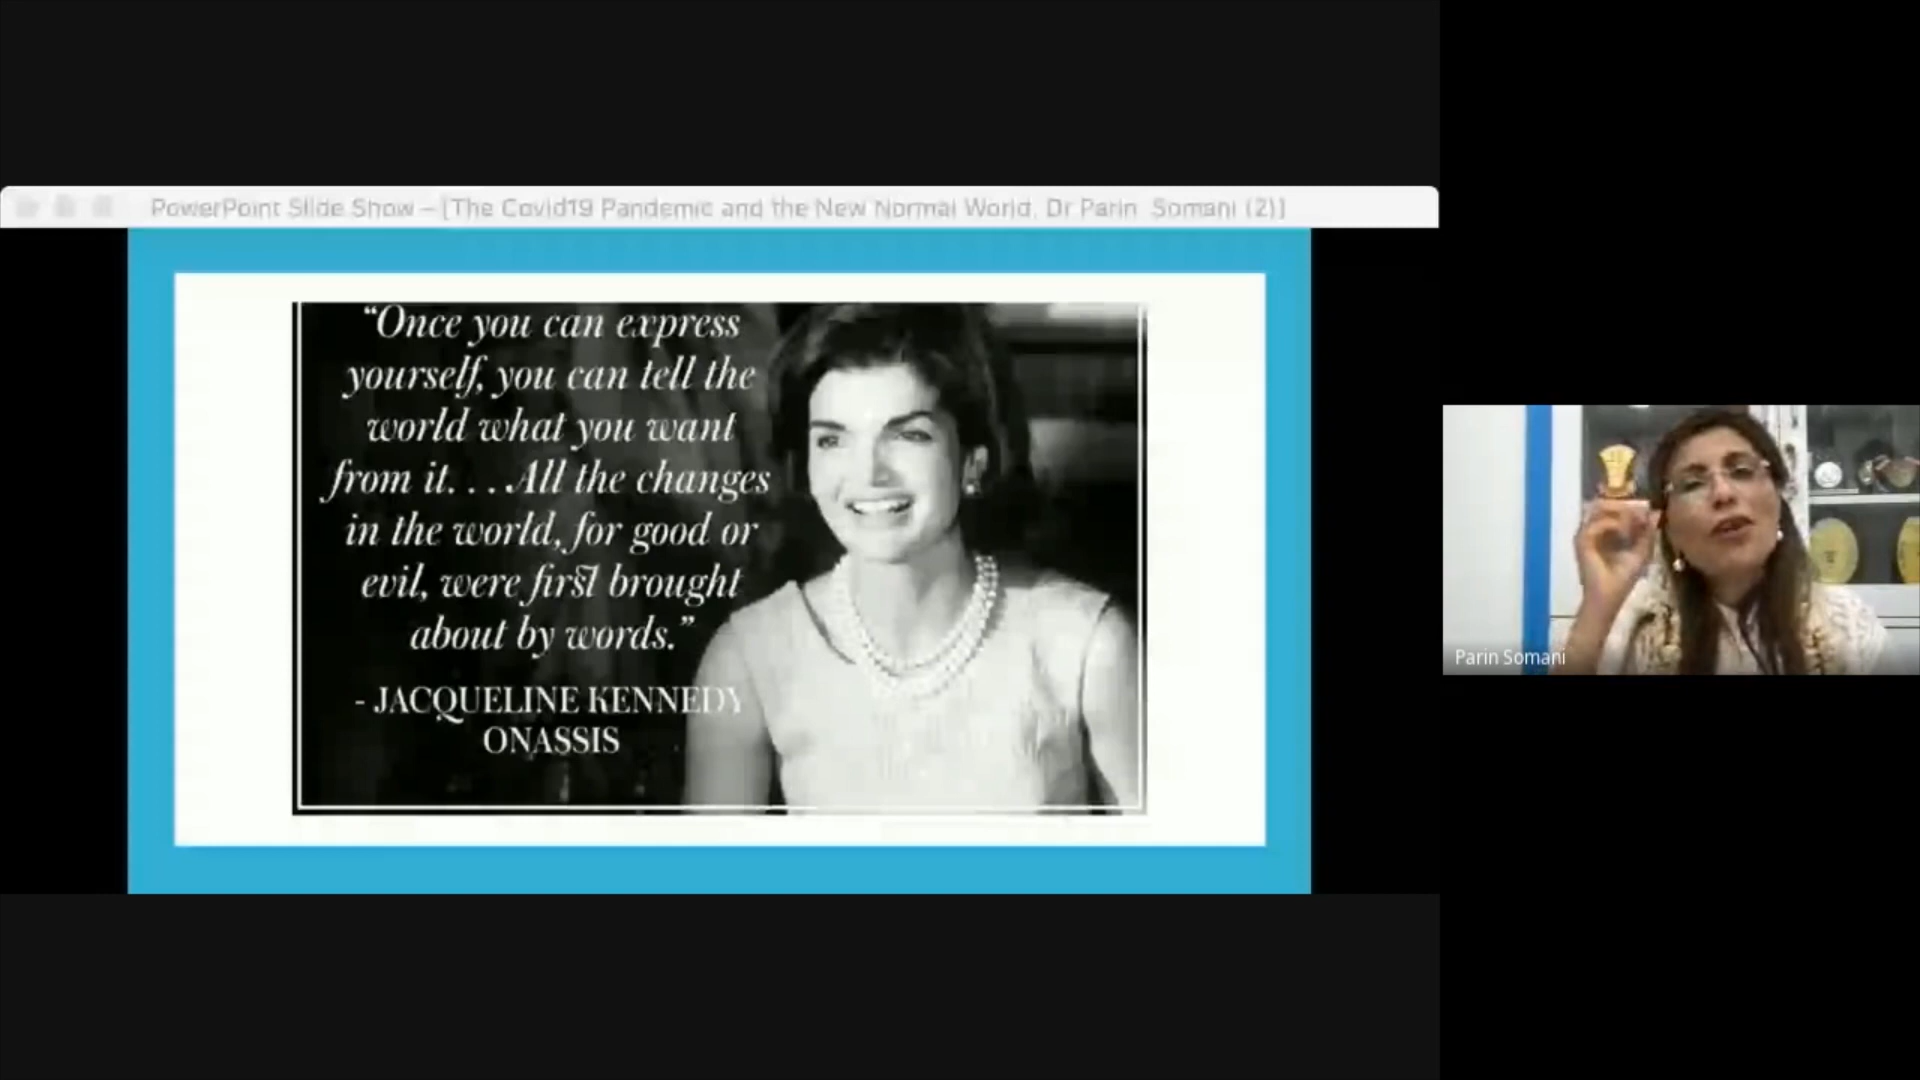 PowerPoint Slide Show – [The Covid19 Pandemic and the New Normal World, Dr Parin Somani (2)]
“Once you can express
yourself, you can tell the
world what you want
from it. . . .All the changes
in the world, for good or
evil, were first brought
about by words.”
- JACQUELINE KENNEDY
ONASSIS
Parin Somani